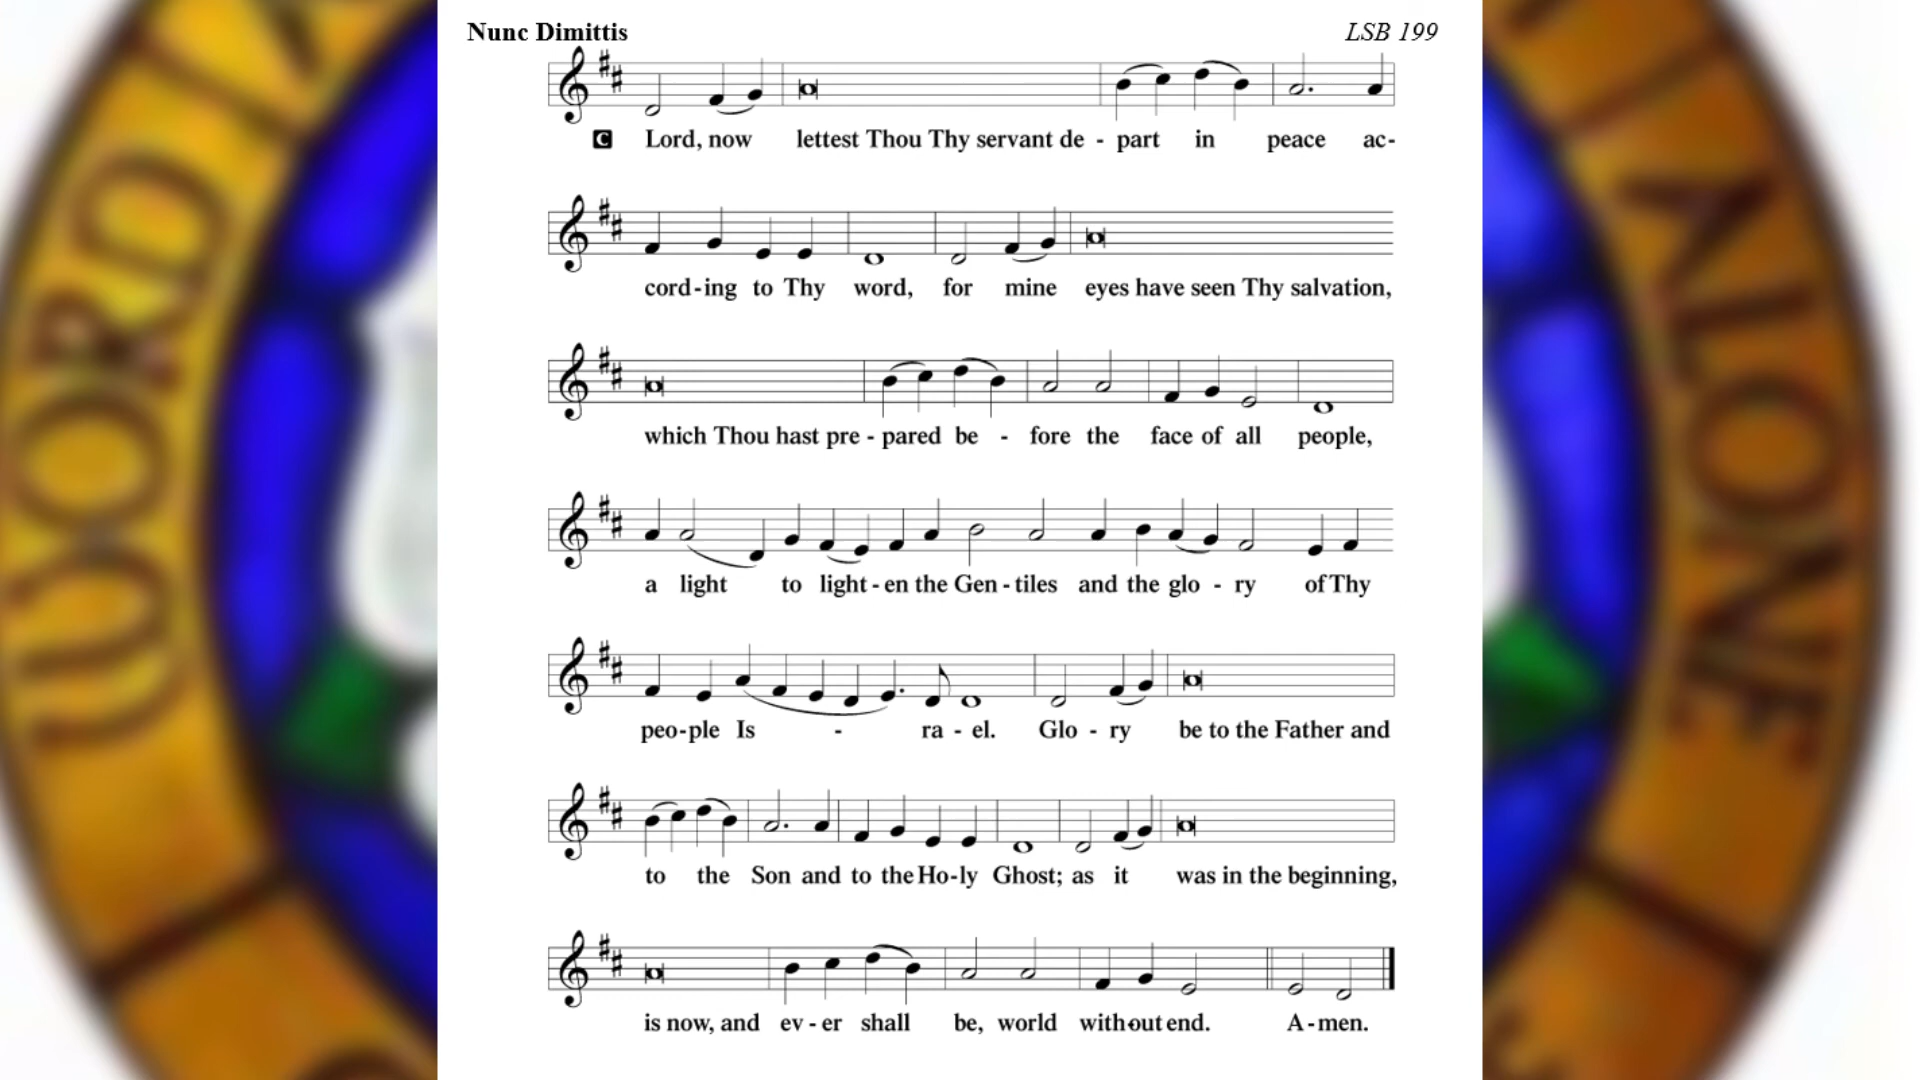 Nunc Dimittis LSB 199
C Lord, now lettest Thou Thy servant de - part in peace ac-
cord - ing to Thy word, for mine eyes have seen Thy salvation,
which Thou hast pre - pared be - fore the face of all people,
a light to light - en the Gen - tiles and the glo - ry of Thy
peo - ple Is - ra - el. Glo - ry be to the Father and
to the Son and to the Ho - ly Ghost; as it was in the beginning,
is now, and ev - er shall be, world with - out end. A - men.
WORD
ALONE